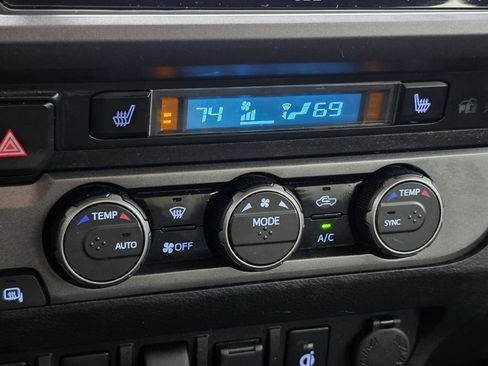 74 69
TEMP
AUTO
OFF
MODE
A/C
TEMP
SYNC